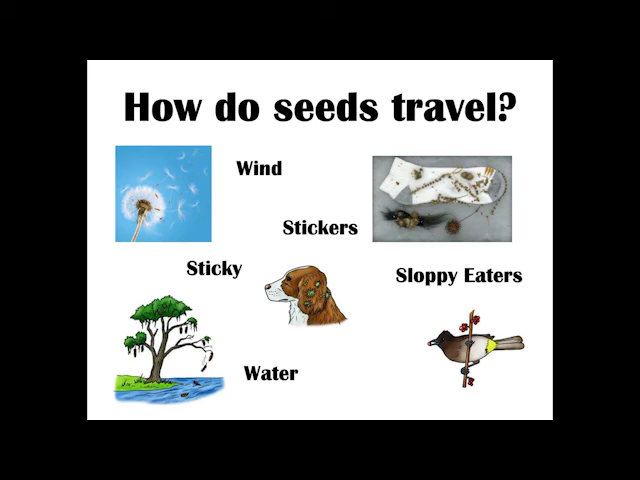 How do seeds travel?
Wind
Stickers
Sticky
Sloppy Eaters
Water